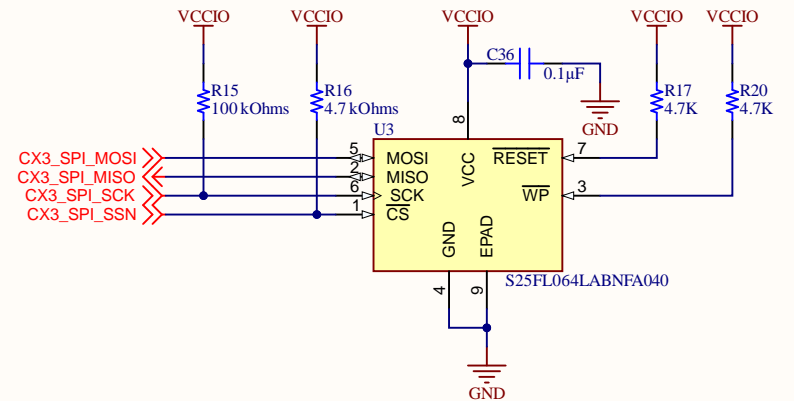 VCCIO
VCCIO
VCCIO
VCCIO
VCCIO
R15
100 kOhms
R16
4.7 kOhms
C36
0.1µF
GND
R17
4.7K
R20
4.7K
U3
8
CX3_SPI_MOSI
5
MOSI
VCC
RESET
7
CX3_SPI_MISO
2
MISO
CX3_SPI_SCK
6
SCK
WP
3
CX3_SPI_SSN
1
CS
GND
EPAD
S25FL064LABNFA040
4
9
GND